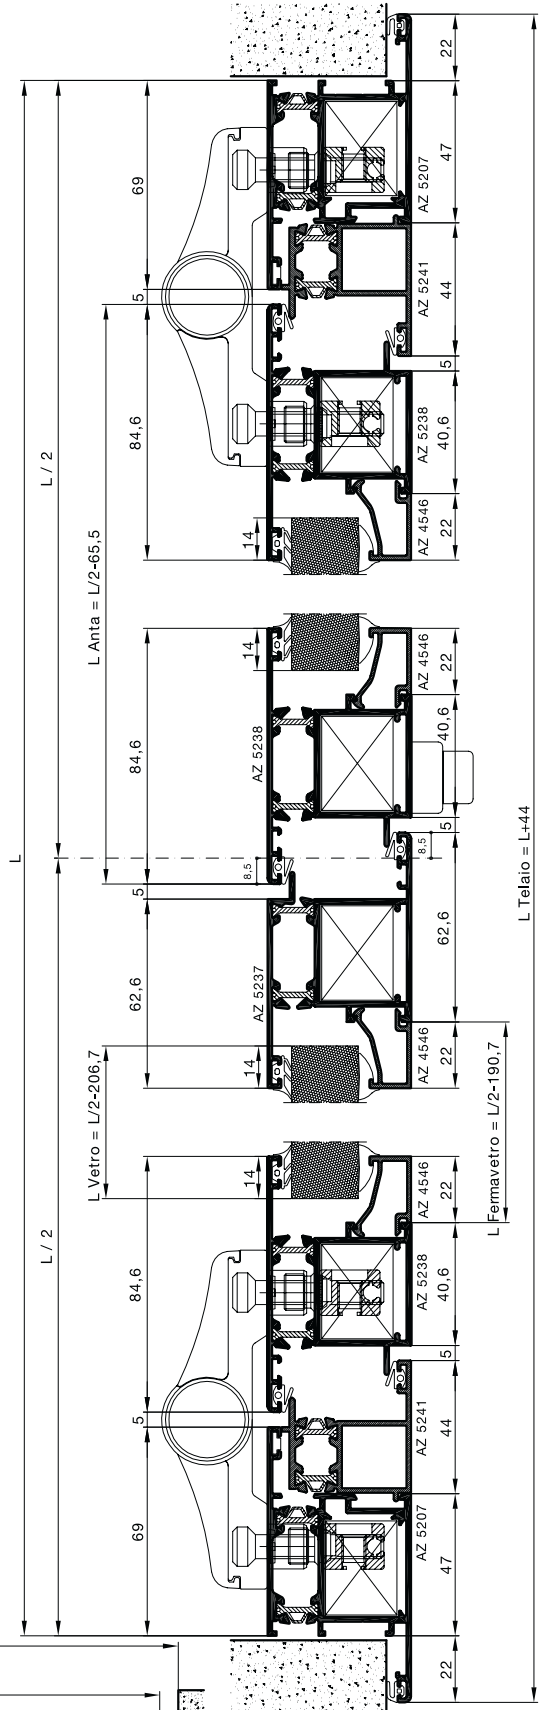 L
L / 2
L / 2
L Anta = L/2-65,5
L Vetro = L/2-206,7
69
5
84,6
84,6
5
62,6
84,6
5
69
14
14
14
14
8,5
8,5
AZ 5238
AZ 5237
22
47
AZ 5207
44
AZ 5241
5
40,6
AZ 5238
22
AZ 4546
22
AZ 4546
40,6
5
62,6
22
AZ 4546
22
AZ 4546
40,6
AZ 5238
5
44
AZ 5241
47
AZ 5207
22
L Fermavetro = L/2-190,7
L Telaio = L+44